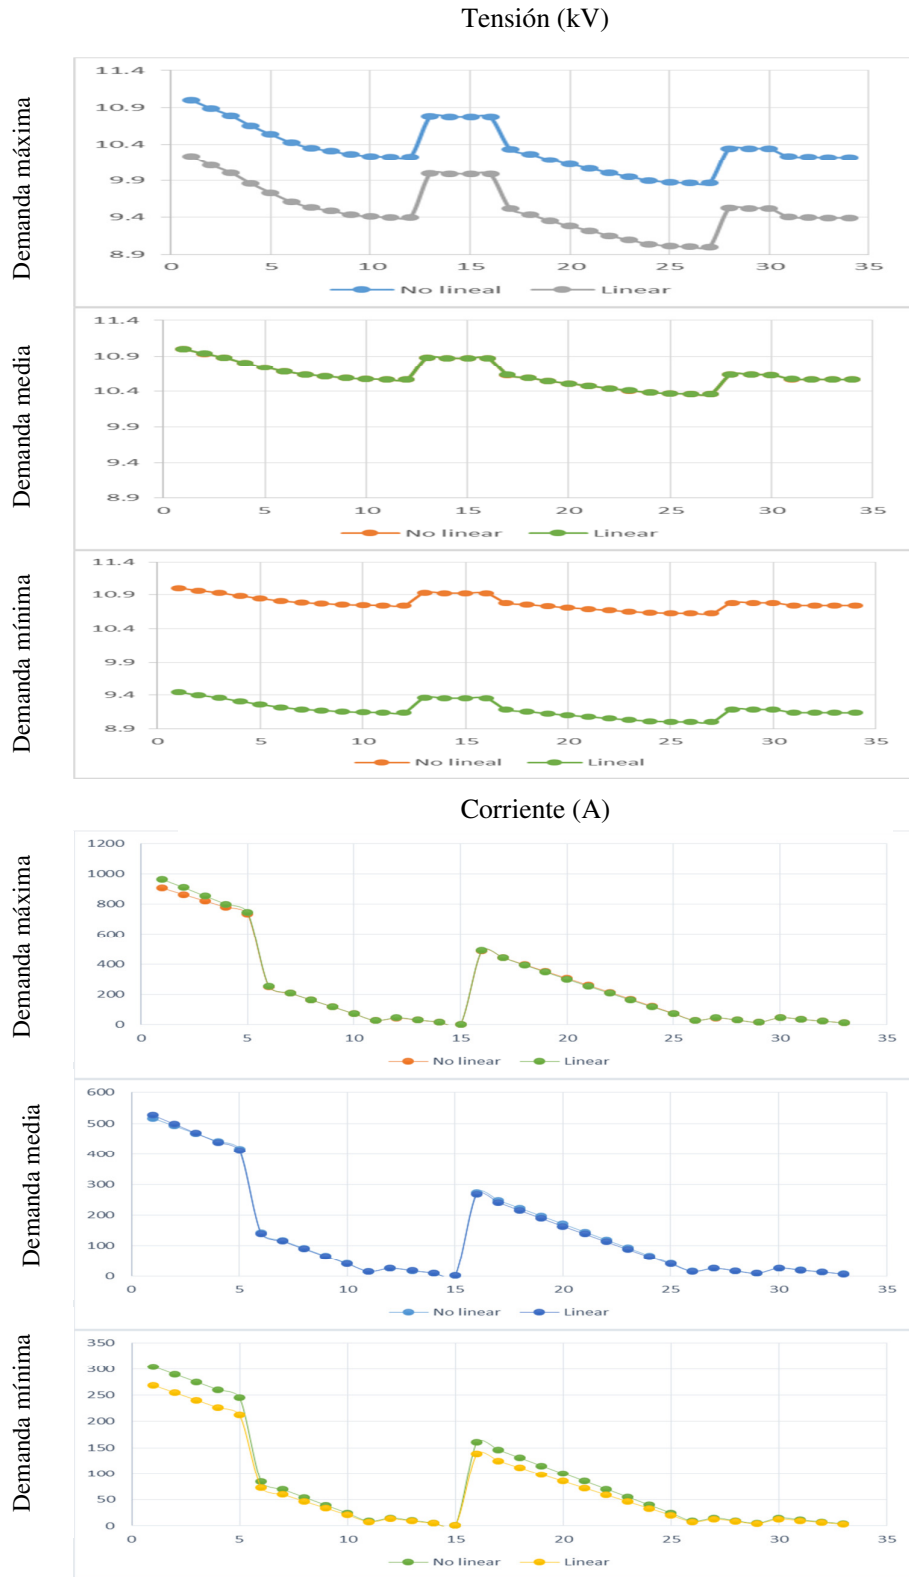 Tensión (kV)
Demanda máxima
11.4
10.9
10.4
9.9
9.4
8.9
0 5 10 15 20 25 30 35
No lineal Linear
Demanda media
11.4
10.9
10.4
9.9
9.4
8.9
0 5 10 15 20 25 30 35
No linear Linear
Demanda mínima
11.4
10.9
10.4
9.9
9.4
8.9
0 5 10 15 20 25 30 35
No lineal Lineal
Corriente (A)
Demanda máxima
1200
1000
800
600
400
200
0
0 5 10 15 20 25 30 35
No linear Linear
Demanda media
600
500
400
300
200
100
0
0 5 10 15 20 25 30 35
No linear Linear
Demanda mínima
350
300
250
200
150
100
50
0
0 5 10 15 20 25 30 35
No linear Linear